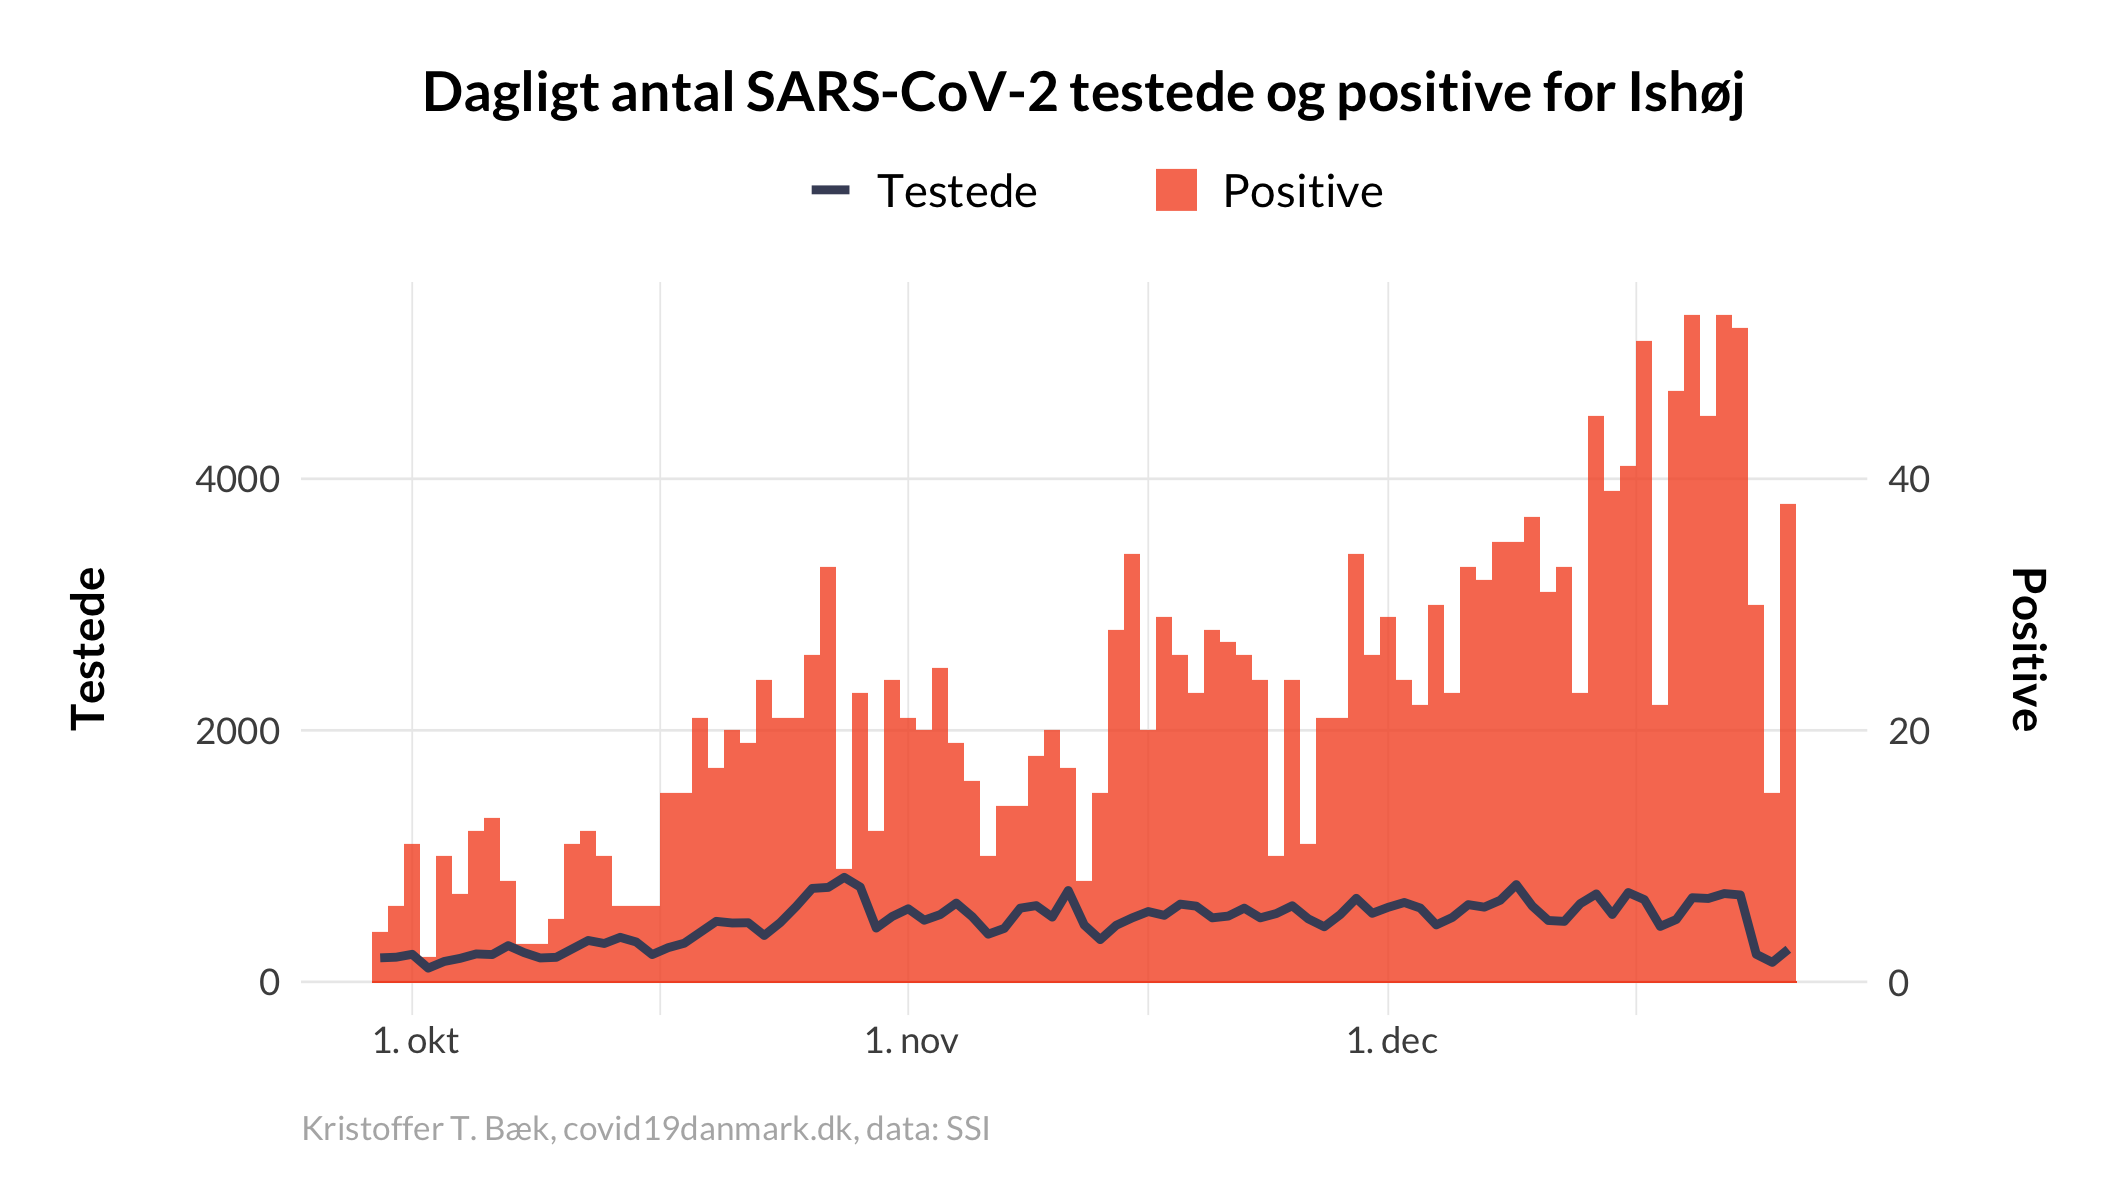 Dagligt antal SARS-CoV-2 testede og positive for Ishøj
Testede
Positive
4000
2000
0
Testede
40
20
0
Positive
1. okt
1. nov
1. dec
Kristoffer T. Bæk, covid19danmark.dk, data: SSI